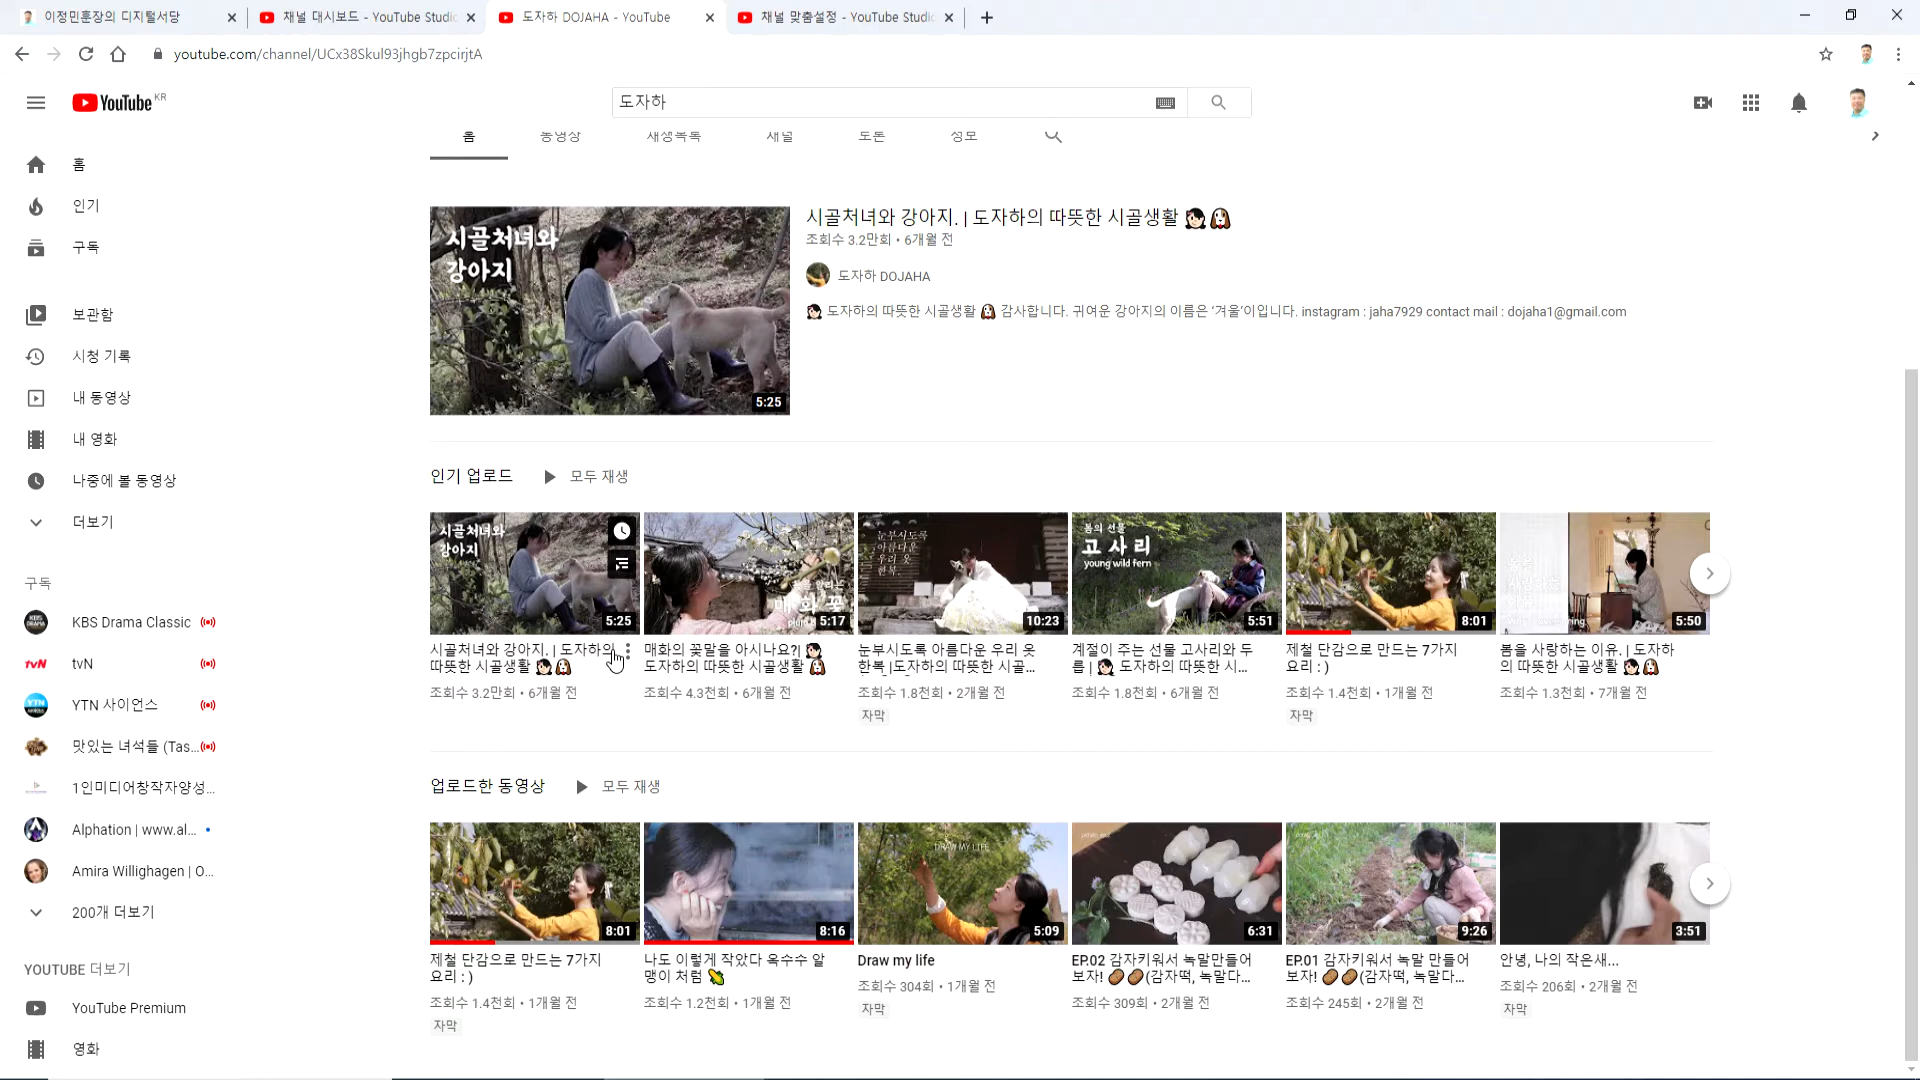 이정민훈장의 디지털서당
채널 대시보드 - YouTube Studio
도자하 DOJAHA - YouTube
채널 맞춤설정 - YouTube Studio
youtube.com/channel/UCx38Skul93jhgb7zpcirjtA
YouTube KR
도자하
홈 동영상 재생목록 채널 토론 정보
홈
인기
구독
보관함
시청 기록
내 동영상
내 영화
나중에 볼 동영상
더보기
구독
KBS Drama Classic
tvN
YTN 사이언스
맛있는 녀석들 (Tas...
1인미디어창작자양성...
Alphation | www.al...
Amira Willighagen | O...
200개 더보기
YOUTUBE 더보기
YouTube Premium
영화
시골처녀와
강아지
5:25
시골처녀와 강아지. | 도자하의 따뜻한 시골생활
조회수 3.2만회 • 6개월 전
도자하 DOJAHA
도자하의 따뜻한 시골생활 감사합니다. 귀여운 강아지의 이름은 '겨울'이입니다. instagram : jaha7929 contact mail : dojaha1@gmail.com
인기 업로드 모두 재생
시골처녀와
강아지
5:25
시골처녀와 강아지. | 도자하의
따뜻한 시골생활
조회수 3.2만회 • 6개월 전
매화꽃
5:17
매화의 꽃말을 아시나요?|
도자하의 따뜻한 시골생활
조회수 4.3천회 • 6개월 전
눈부시도록
아름다운
우리 옷
한복.
10:23
눈부시도록 아름다운 우리 옷
한복 |도자하의 따뜻한 시골...
조회수 1.8천회 • 2개월 전
자막
봄의 선물
고사리
young wild fern
5:51
계절이 주는 선물 고사리와 두
릅 | 도자하의 따뜻한 시...
조회수 1.8천회 • 6개월 전
8:01
제철 단감으로 만드는 7가지
요리 : )
조회수 1.4천회 • 1개월 전
자막
5:50
봄을 사랑하는 이유. | 도자하
의 따뜻한 시골생활
조회수 1.3천회 • 7개월 전
업로드한 동영상 모두 재생
8:01
제철 단감으로 만드는 7가지
요리 : )
조회수 1.4천회 • 1개월 전
자막
8:16
나도 이렇게 작았다 옥수수 알
맹이 처럼
조회수 1.2천회 • 1개월 전
DRAW MY LIFE
5:09
Draw my life
조회수 304회 • 1개월 전
자막
6:31
EP.02 감자키워서 녹말만들어
보자! (감자떡, 녹말다...
조회수 309회 • 2개월 전
9:26
EP.01 감자키워서 녹말 만들어
보자! (감자떡, 녹말다...
조회수 245회 • 2개월 전
3:51
안녕, 나의 작은새...
조회수 206회 • 2개월 전
자막